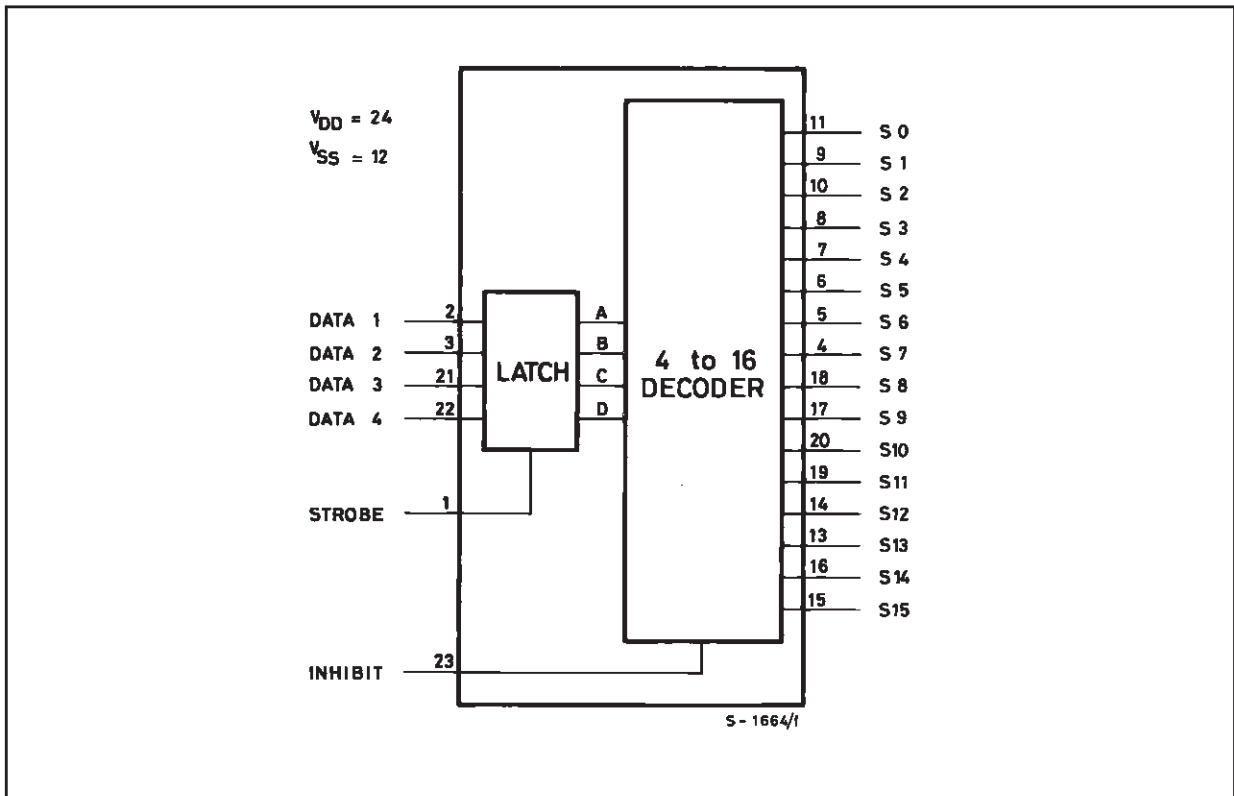 V_DD = 24
V_SS = 12
11 S 0
9 S 1
10 S 2
8 S 3
7 S 4
6 S 5
DATA 1 2 A 5 S 6
DATA 2 3 B 4 S 7
DATA 3 21 C 18 S 8
DATA 4 22 D 17 S 9
LATCH
4 to 16
DECODER
20 S10
19 S11
STROBE 1 14 S12
13 S13
16 S14
15 S15
INHIBIT 23
S - 1664/1